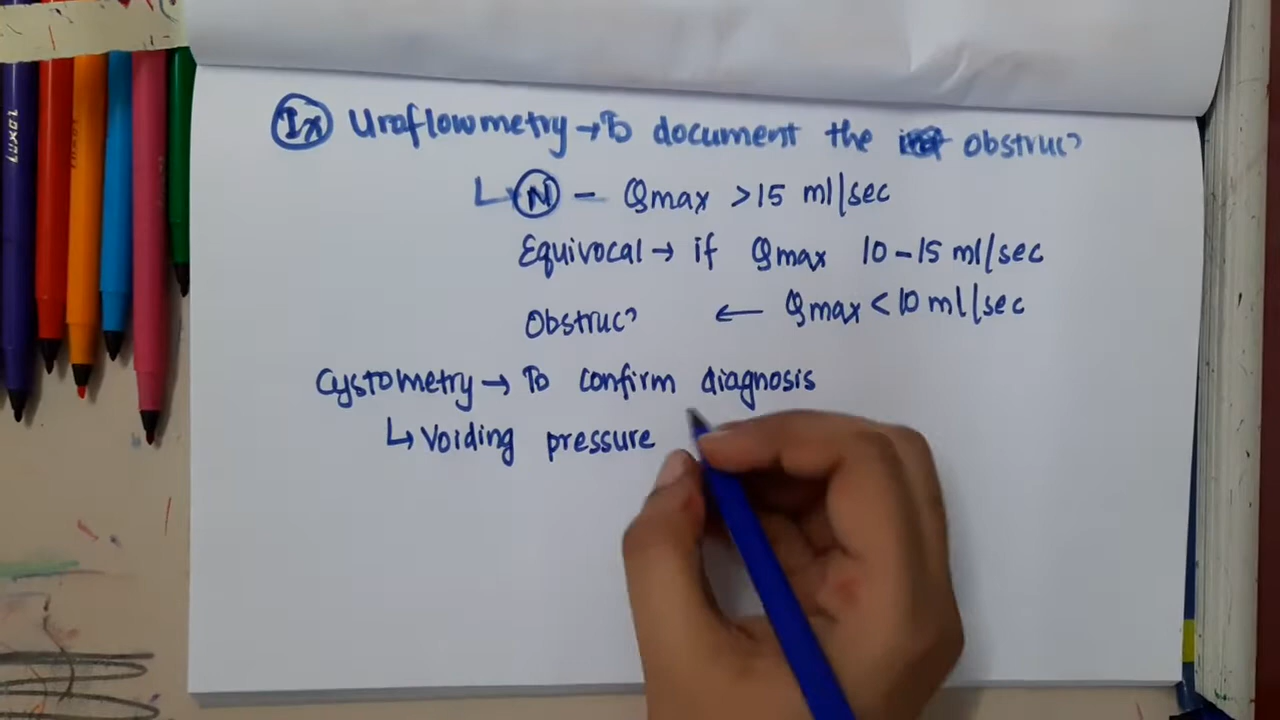 Ix Uroflowmetry → To document the obstruc?
↳ N - Qmax >15 ml/sec
Equivocal → if Qmax 10-15 ml/sec
Obstruc? ← Qmax < 10 ml/sec
Cystometry → To confirm diagnosis
↳ Voiding pressure